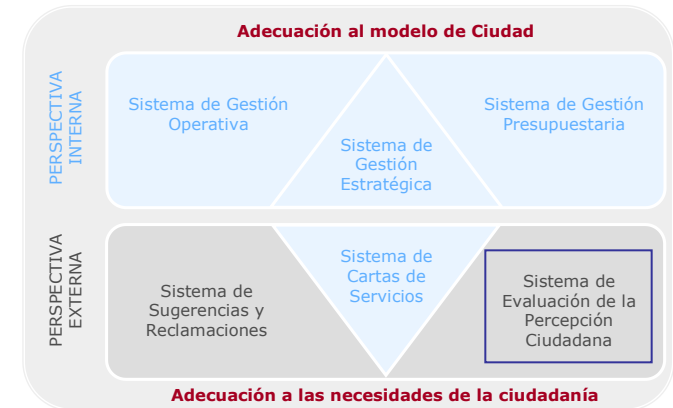 Adecuación al modelo de Ciudad
PERSPECTIVA
INTERNA
Sistema de Gestión
Operativa
Sistema de
Gestión
Estratégica
Sistema de Gestión
Presupuestaria
PERSPECTIVA
EXTERNA
Sistema de
Sugerencias y
Reclamaciones
Sistema de
Cartas de
Servicios
Sistema de
Evaluación de la
Percepción
Ciudadana
Adecuación a las necesidades de la ciudadanía